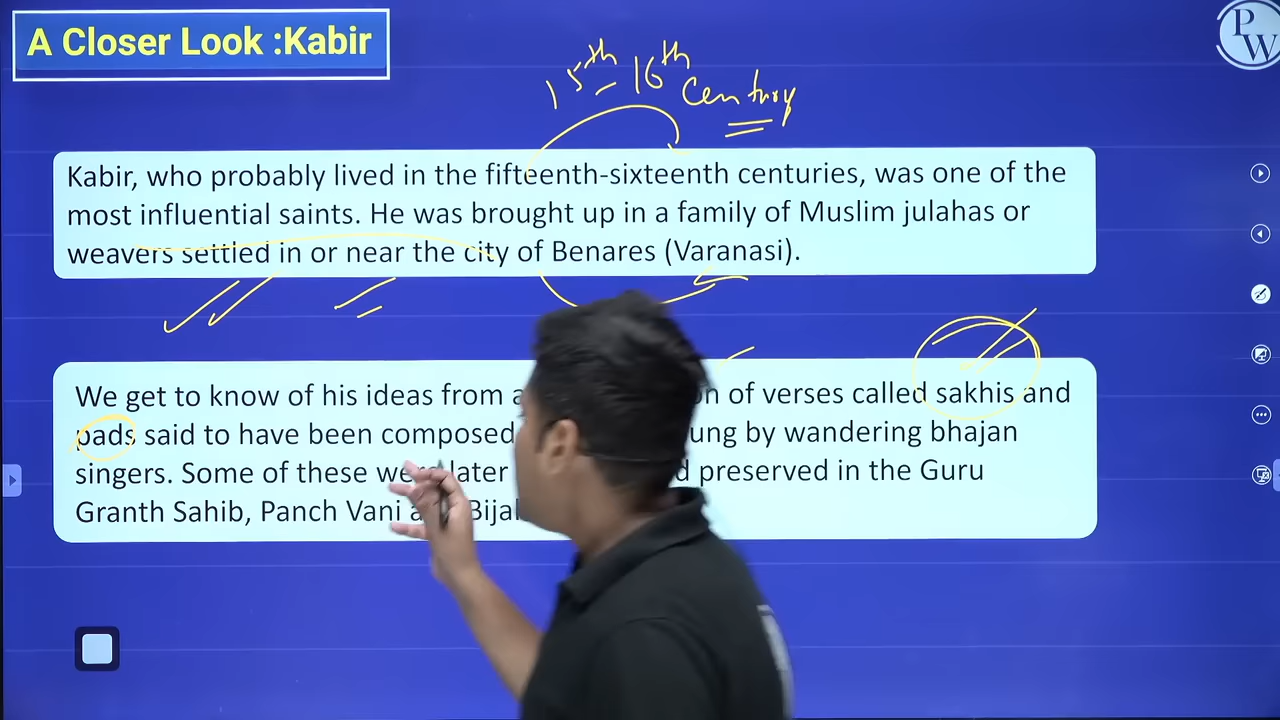 A Closer Look :Kabir
PW
15th - 16th Century
Kabir, who probably lived in the fifteenth-sixteenth centuries, was one of the
most influential saints. He was brought up in a family of Muslim julahas or
weavers settled in or near the city of Benares (Varanasi).
We get to know of his ideas from of verses called sakhis and
pads said to have been composed by wandering bhajan
singers. Some of these were later preserved in the Guru
Granth Sahib, Panch Vani